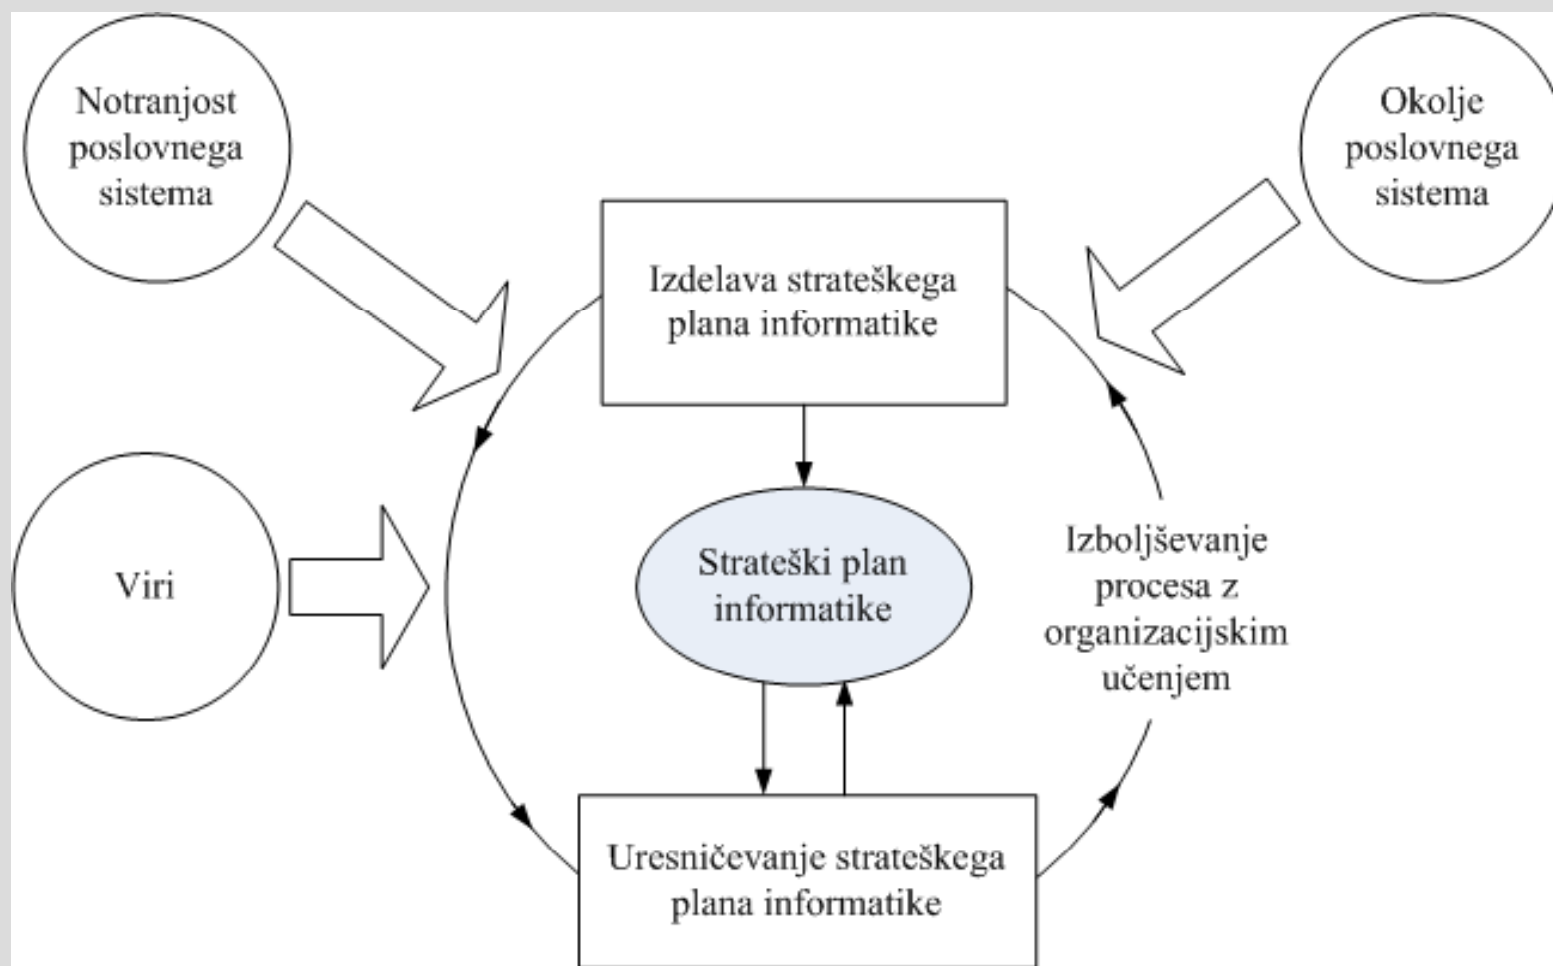 Notranjost
poslovnega
sistema
Okolje
poslovnega
sistema
Izdelava strateškega
plana informatike
Viri
Strateški plan
informatike
Izboljševanje
procesa z
organizacijskim
učenjem
Uresničevanje strateškega
plana informatike